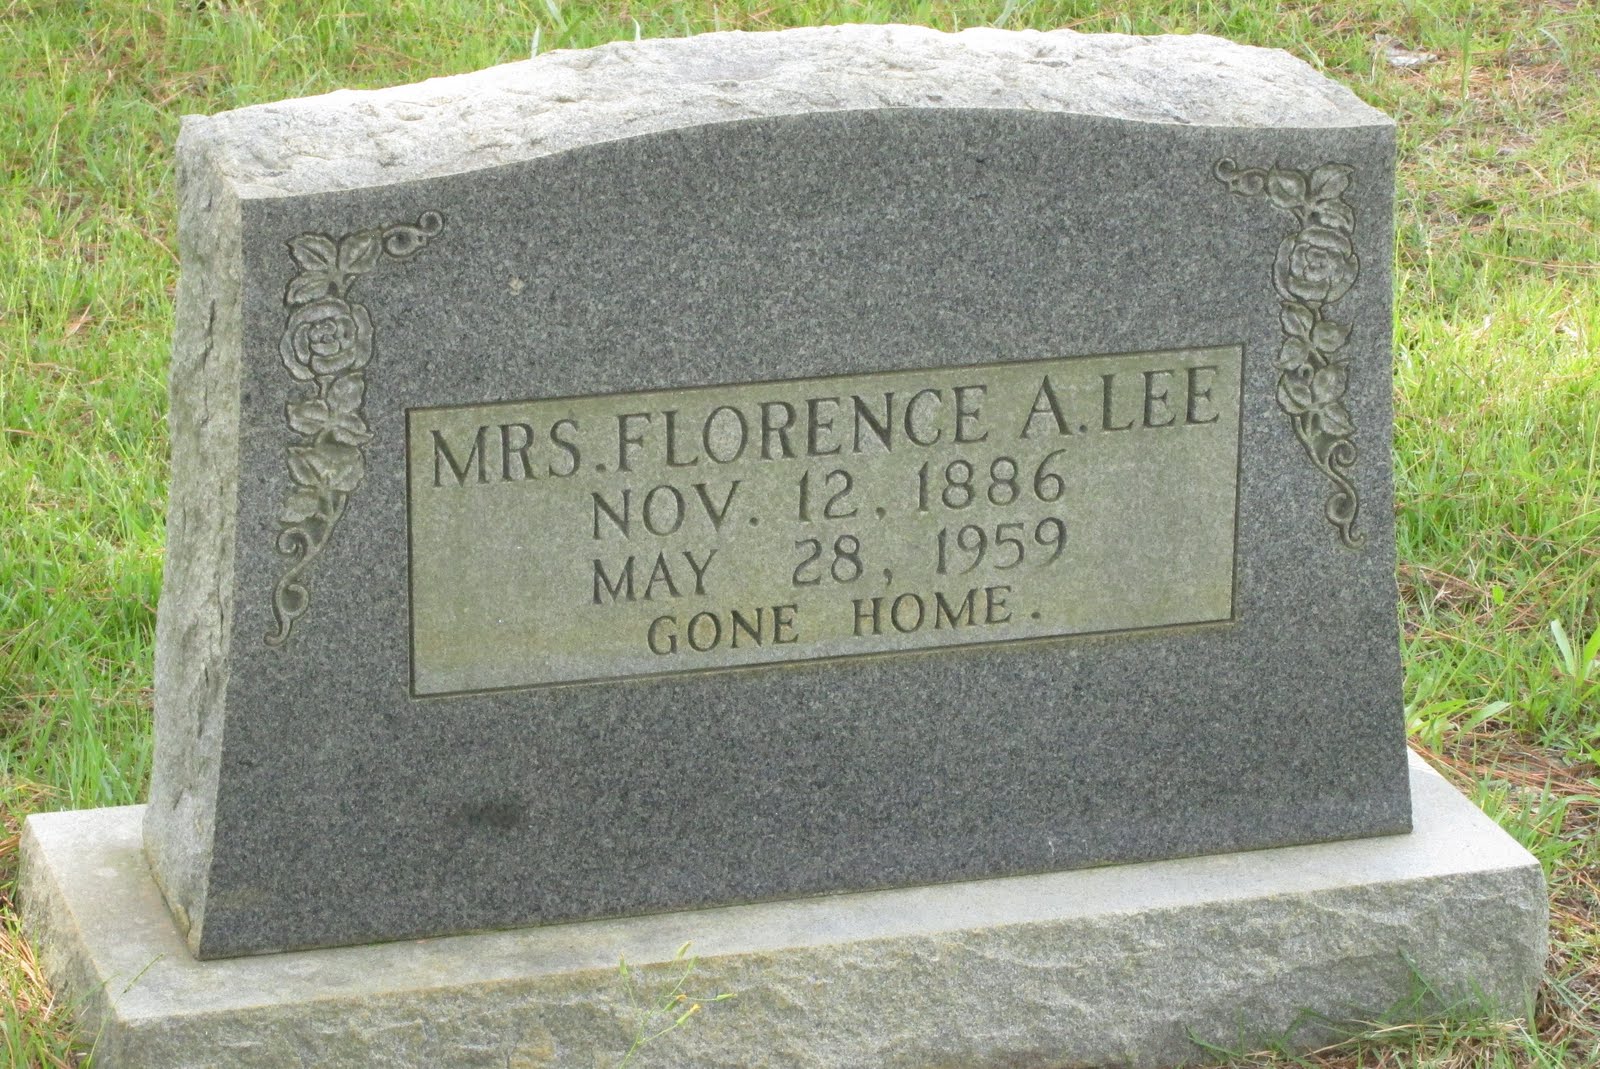 MRS. FLORENCE A. LEE
NOV. 12, 1886
MAY 28, 1959
GONE HOME.